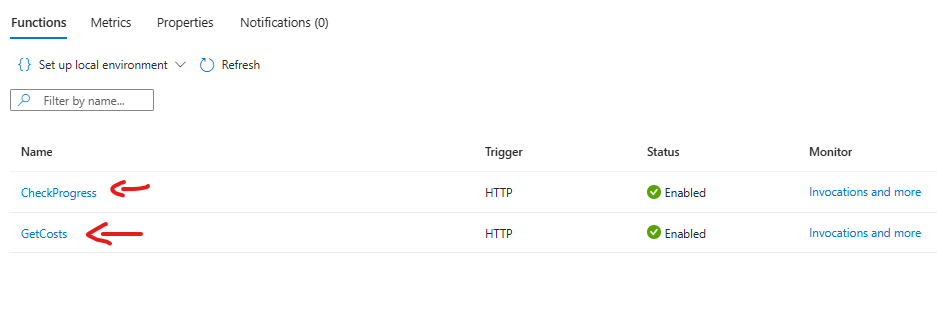 Functions Metrics Properties Notifications (0)
{} Set up local environment Refresh
Filter by name...
Name Trigger Status Monitor
CheckProgress HTTP Enabled Invocations and more
GetCosts HTTP Enabled Invocations and more